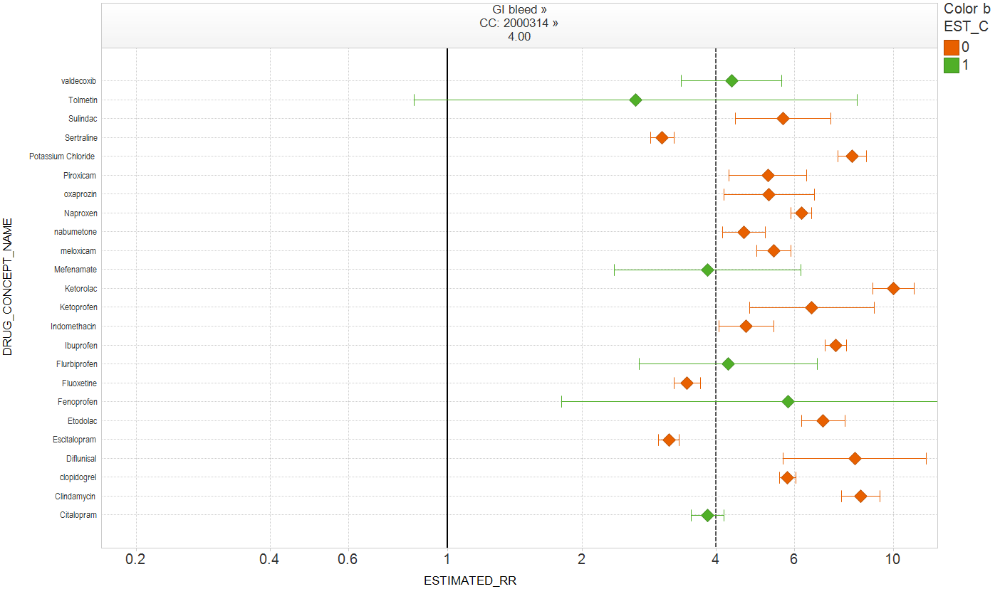 GI bleed »
CC: 2000314 »
4.00
Color b
EST_C
0
1
DRUG_CONCEPT_NAME
valdecoxib
Tolmetin
Sulindac
Sertraline
Potassium Chloride
Piroxicam
oxaprozin
Naproxen
nabumetone
meloxicam
Mefenamate
Ketorolac
Ketoprofen
Indomethacin
Ibuprofen
Flurbiprofen
Fluoxetine
Fenoprofen
Etodolac
Escitalopram
Diflunisal
clopidogrel
Clindamycin
Citalopram
0.2 0.4 0.6 1 2 4 6 10
ESTIMATED_RR